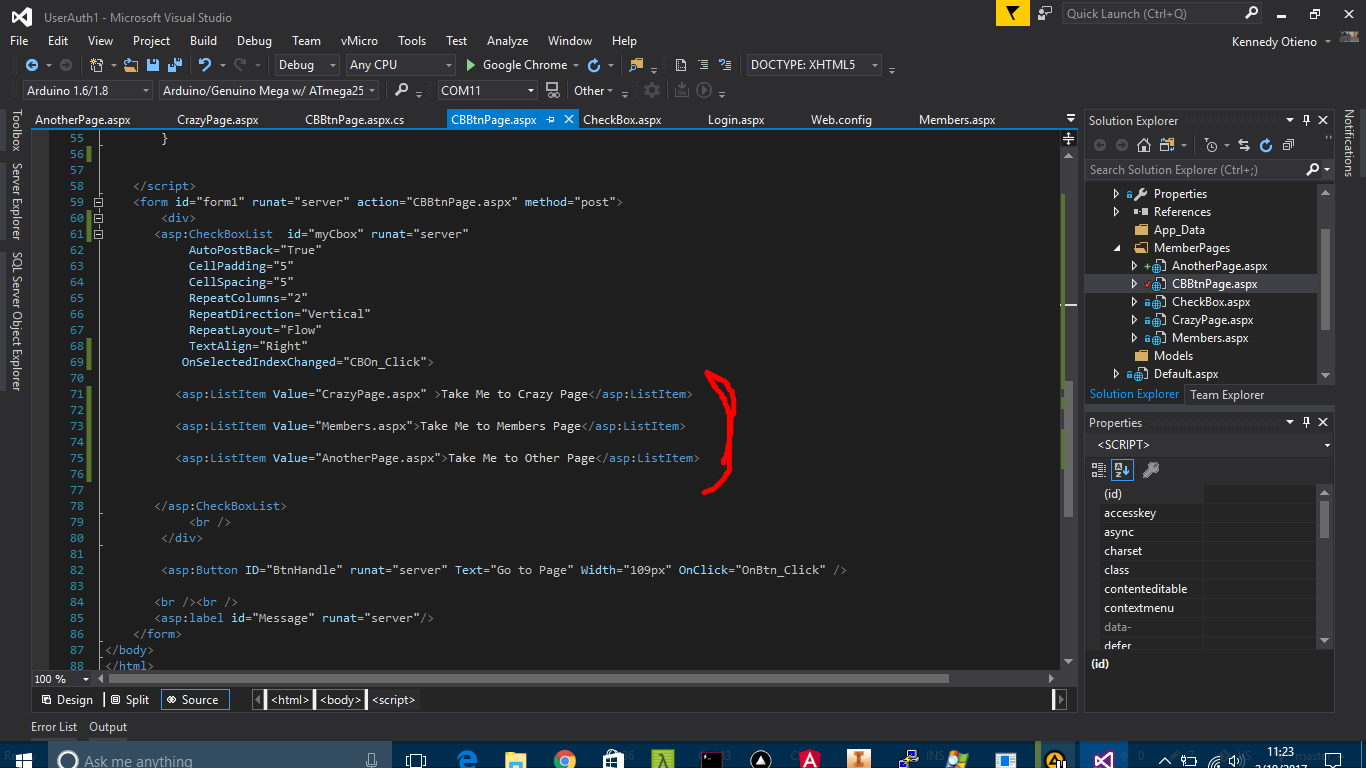 UserAuth1 - Microsoft Visual Studio
Quick Launch (Ctrl+Q)
File Edit View Project Build Debug Team vMicro Tools Test Analyze Window Help
Kennedy Otieno
Debug Any CPU Google Chrome DOCTYPE: XHTML5
Arduino 1.6/1.8 Arduino/Genuino Mega w/ ATmega25 COM11 Other
AnotherPage.aspx CrazyPage.aspx CBBtnPage.aspx.cs CBBtnPage.aspx CheckBox.aspx Login.aspx Web.config Members.aspx
Toolbox
Server Explorer
SQL Server Object Explorer
55 }
56
57
58 </script>
59 <form id="form1" runat="server" action="CBBtnPage.aspx" method="post">
60 <div>
61 <asp:CheckBoxList  id="myCbox" runat="server"
62 AutoPostBack="True"
63 CellPadding="5"
64 CellSpacing="5"
65 RepeatColumns="2"
66 RepeatDirection="Vertical"
67 RepeatLayout="Flow"
68 TextAlign="Right"
69 OnSelectedIndexChanged="CBOn_Click">
70
71 <asp:ListItem Value="CrazyPage.aspx" >Take Me to Crazy Page</asp:ListItem>
72
73 <asp:ListItem Value="Members.aspx">Take Me to Members Page</asp:ListItem>
74
75 <asp:ListItem Value="AnotherPage.aspx">Take Me to Other Page</asp:ListItem>
76
77
78 </asp:CheckBoxList>
79 <br />
80 </div>
81
82 <asp:Button ID="BtnHandle" runat="server" Text="Go to Page" Width="109px" OnClick="OnBtn_Click" />
83
84 <br /><br />
85 <asp:label id="Message" runat="server"/>
86 </form>
87 </body>
88 </html>
100 %
Design Split Source <html> <body> <script>
Error List Output
Solution Explorer
Search Solution Explorer (Ctrl+;)
Properties
References
App_Data
MemberPages
AnotherPage.aspx
CBBtnPage.aspx
CheckBox.aspx
CrazyPage.aspx
Members.aspx
Models
Default.aspx
Solution Explorer Team Explorer
Properties
<SCRIPT>
(id)
accesskey
async
charset
class
contenteditable
contextmenu
data-
defer
(id)
Notifications
Ask me anything
INS
11:23